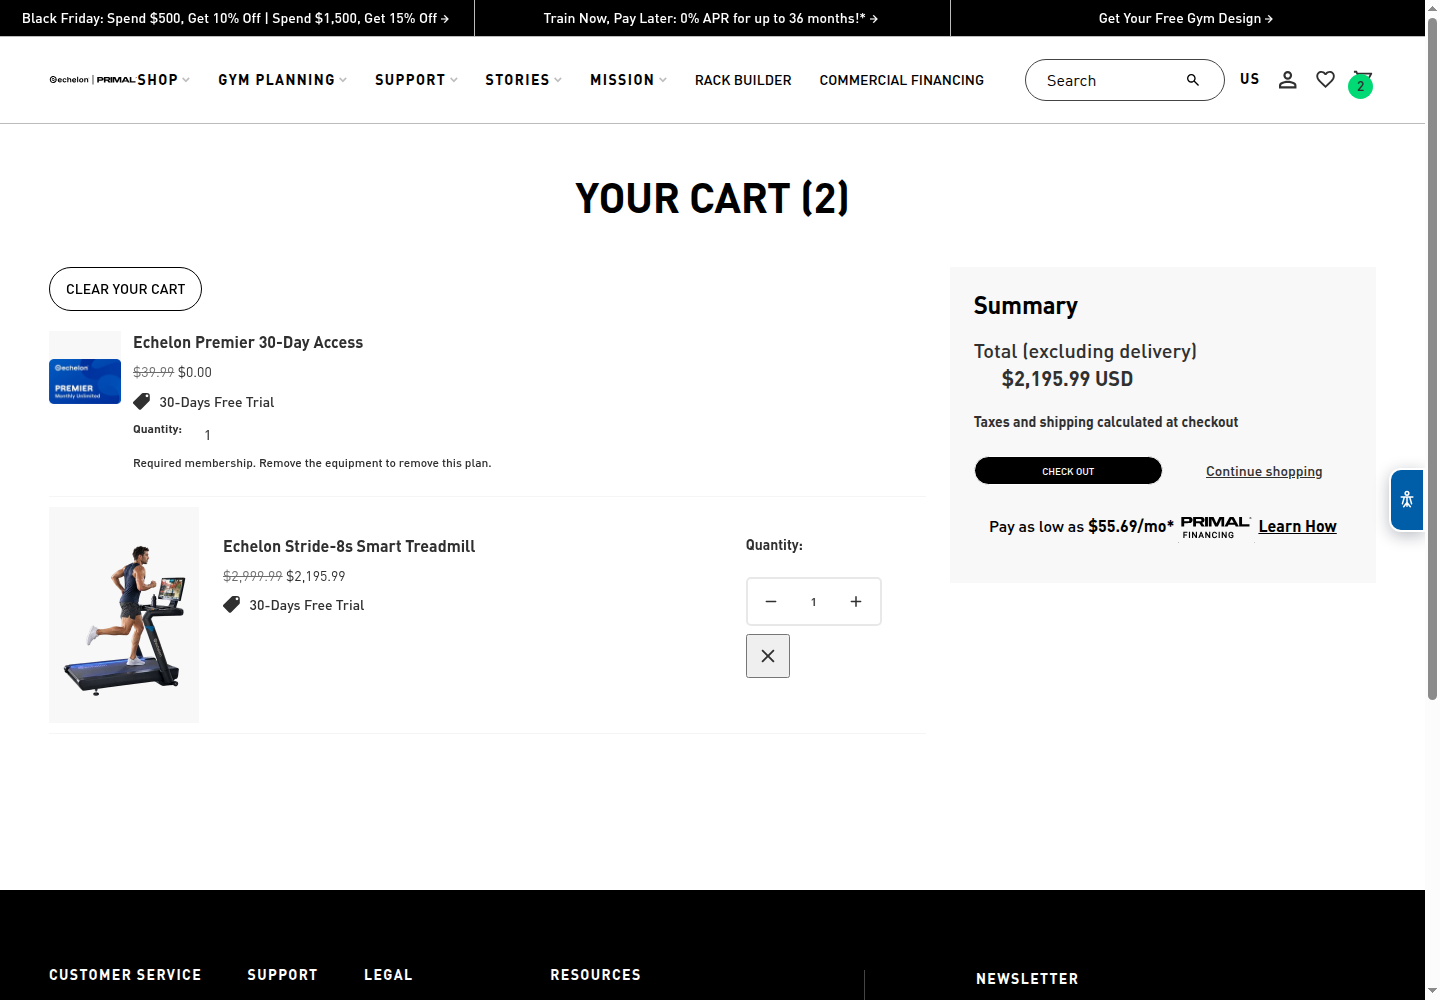 Black Friday: Spend $500, Get 10% Off | Spend $1,500, Get 15% Off →
Train Now, Pay Later: 0% APR for up to 36 months!* →
Get Your Free Gym Design →
echelon | PRIMAL
SHOP
GYM PLANNING
SUPPORT
STORIES
MISSION
RACK BUILDER
COMMERCIAL FINANCING
Search
US
2
YOUR CART (2)
CLEAR YOUR CART
echelon
PREMIER
Monthly Unlimited
Echelon Premier 30-Day Access
$39.99 $0.00
30-Days Free Trial
Quantity: 1
Required membership. Remove the equipment to remove this plan.
Echelon Stride-8s Smart Treadmill
$2,999.99 $2,195.99
30-Days Free Trial
Quantity:
− 1 +
Summary
Total (excluding delivery)
$2,195.99 USD
Taxes and shipping calculated at checkout
CHECK OUT
Continue shopping
Pay as low as $55.69/mo* PRIMAL FINANCING Learn How
CUSTOMER SERVICE
SUPPORT
LEGAL
RESOURCES
NEWSLETTER